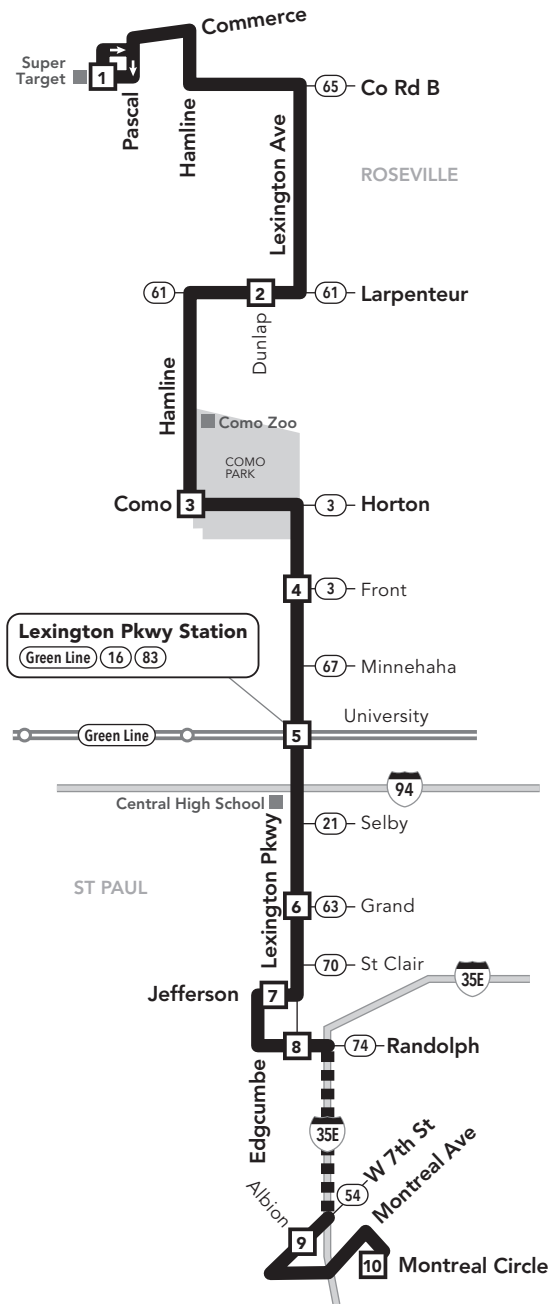 Commerce
Super
Target
1
Pascal
Hamline
65 Co Rd B
Lexington Ave
ROSEVILLE
61
2
61 Larpenteur
Dunlap
Hamline
Como Zoo
COMO
PARK
Como 3
3 Horton
4 3 Front
Lexington Pkwy Station
Green Line 16 83
67 Minnehaha
University
Green Line
5
94
Central High School
21 Selby
Lexington Pkwy
ST PAUL
6 63 Grand
70 St Clair
35E
Jefferson 7
8 74 Randolph
Edgcumbe
35E
W 7th St
54
Montreal Ave
Albion
9
10 Montreal Circle